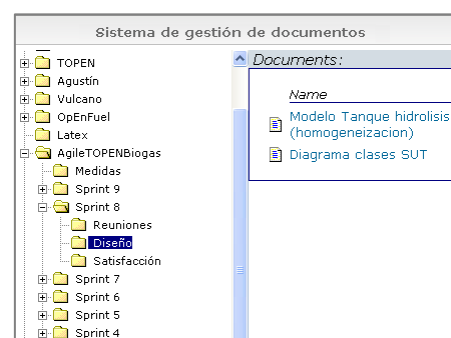 Sistema de gestión de documentos
TOPEN
Agustín
Vulcano
OpEnFuel
Latex
AgileTOPENBiogas
Medidas
Sprint 9
Sprint 8
Reuniones
Diseño
Satisfacción
Sprint 7
Sprint 6
Sprint 5
Sprint 4
Documents:
Name
Modelo Tanque hidrolisis
(homogeneizacion)
Diagrama clases SUT